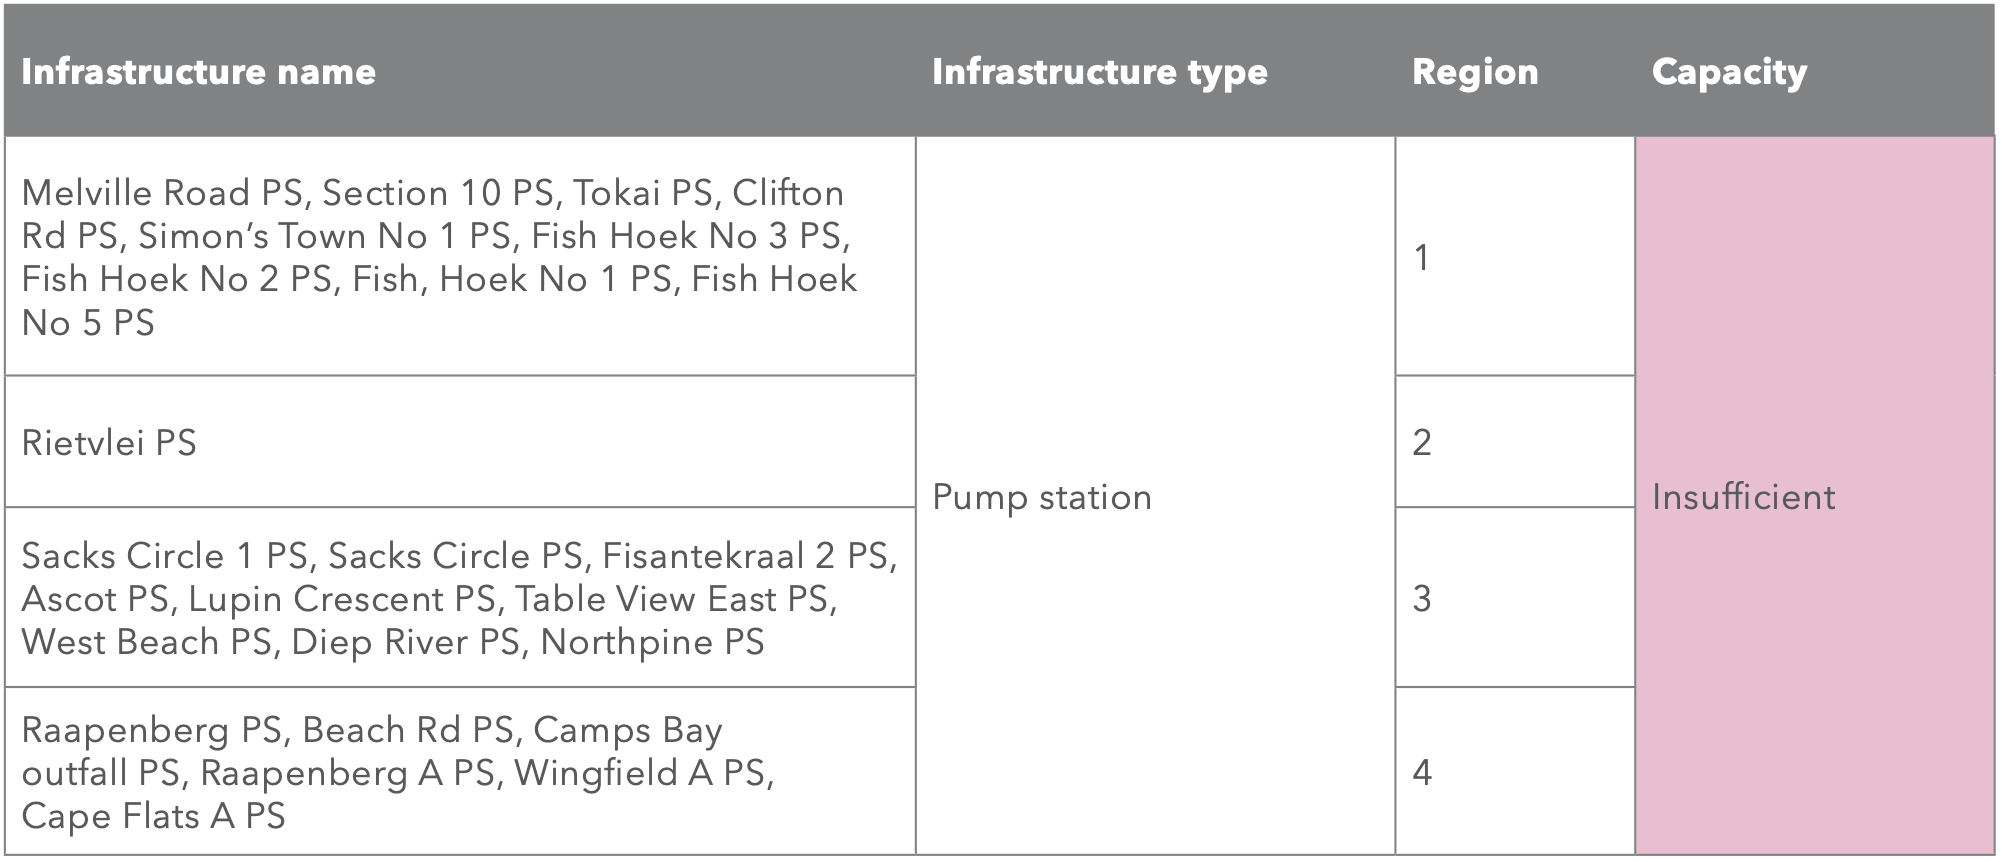 Infrastructure name Infrastructure type Region Capacity
Melville Road PS, Section 10 PS, Tokai PS, Clifton
Rd PS, Simon’s Town No 1 PS, Fish Hoek No 3 PS,
Fish Hoek No 2 PS, Fish, Hoek No 1 PS, Fish Hoek
No 5 PS
1
Rietvlei PS
2
Pump station
Insufficient
Sacks Circle 1 PS, Sacks Circle PS, Fisantekraal 2 PS,
Ascot PS, Lupin Crescent PS, Table View East PS,
West Beach PS, Diep River PS, Northpine PS
3
Raapenberg PS, Beach Rd PS, Camps Bay
outfall PS, Raapenberg A PS, Wingfield A PS,
Cape Flats A PS
4